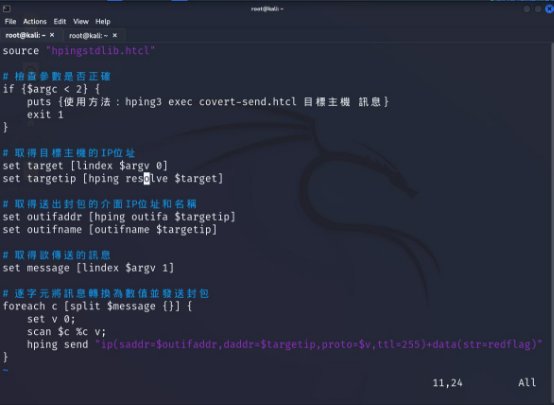 root@kali: ~
File Actions Edit View Help
root@kali: ~ × root@kali: ~ ×
source "hpingstdlib.htcl"
# 檢查參數是否正確
if {$argc < 2} {
    puts {使用方法：hping3 exec covert-send.htcl 目標主機 訊息}
    exit 1
}
# 取得目標主機的IP位址
set target [lindex $argv 0]
set targetip [hping resolve $target]
# 取得送出封包的介面IP位址和名稱
set outifaddr [hping outifa $targetip]
set outifname [outifname $targetip]
# 取得歐傳送的訊息
set message [lindex $argv 1]
# 逐字元將訊息轉換為數值並發送封包
foreach c [split $message {}] {
    set v 0;
    scan $c %c v;
    hping send "ip(saddr=$outifaddr,daddr=$targetip,proto=$v,ttl=255)+data(str=redflag)"
}
~
11,24 All